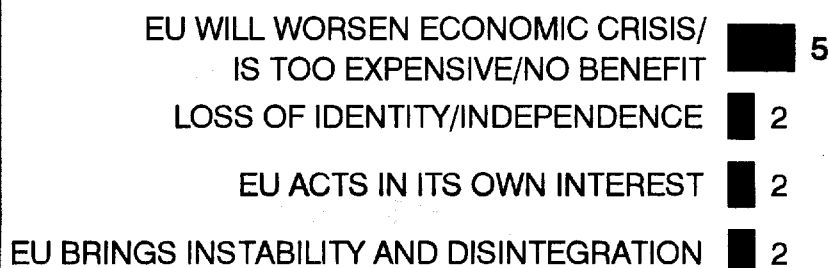 EU WILL WORSEN ECONOMIC CRISIS/
IS TOO EXPENSIVE/NO BENEFIT 5
LOSS OF IDENTITY/INDEPENDENCE 2
EU ACTS IN ITS OWN INTEREST 2
EU BRINGS INSTABILITY AND DISINTEGRATION 2